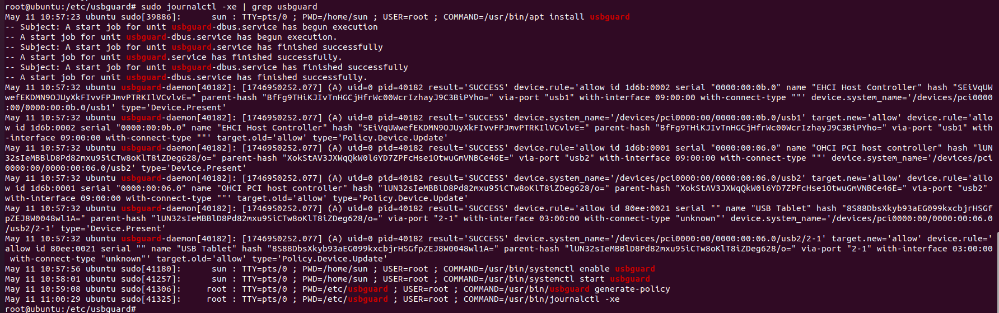 root@ubuntu:/etc/usbguard# sudo journalctl -xe | grep usbguard
May 11 10:57:23 ubuntu sudo[39886]:      sun : TTY=pts/0 ; PWD=/home/sun ; USER=root ; COMMAND=/usr/bin/apt install usbguard
-- Subject: A start job for unit usbguard-dbus.service has begun execution
-- A start job for unit usbguard-dbus.service has begun execution.
-- Subject: A start job for unit usbguard.service has finished successfully
-- A start job for unit usbguard.service has finished successfully.
-- Subject: A start job for unit usbguard-dbus.service has finished successfully
-- A start job for unit usbguard-dbus.service has finished successfully.
May 11 10:57:32 ubuntu usbguard-daemon[40182]: [1746950252.077] (A) uid=0 pid=40182 result='SUCCESS' device.rule='allow id 1d6b:0002 serial "0000:00:0b.0" name "EHCI Host Controller" hash "SEiVqUW
wefEKDMN9OJUyXkFIvvFPJmvPTRKIlVCvlvE=" parent-hash "BfFg9THiKJIvTnHGCjHfrWc00WcrIzhayJ9C3BiPYho=" via-port "usb1" with-interface 09:00:00 with-connect-type ""' device.system_name='/devices/pci0000
:00/0000:00:0b.0/usb1' type='Device.Present'
May 11 10:57:32 ubuntu usbguard-daemon[40182]: [1746950252.077] (A) uid=0 pid=40182 result='SUCCESS' device.system_name='/devices/pci0000:00/0000:00:0b.0/usb1' target.new='allow' device.rule='allo
w id 1d6b:0002 serial "0000:00:0b.0" name "EHCI Host Controller" hash "SEiVqUWwefEKDMN9OJUyXkFIvvFPJmvPTRKIlVCvlvE=" parent-hash "BfFg9THiKJIvTnHGCjHfrWc00WcrIzhayJ9C3BiPYho=" via-port "usb1" with
-interface 09:00:00 with-connect-type ""' target.old='allow' type='Policy.Device.Update'
May 11 10:57:32 ubuntu usbguard-daemon[40182]: [1746950252.077] (A) uid=0 pid=40182 result='SUCCESS' device.rule='allow id 1d6b:0001 serial "0000:00:06.0" name "OHCI PCI host controller" hash "lUN
32sIeMBBlD8Pd82mxu95iCTw8oKlT8iZDeg628/o=" parent-hash "XokStAV3JXWqQkW0l6YD7ZPFcHse1OtwuGmVNBCe46E=" via-port "usb2" with-interface 09:00:00 with-connect-type ""' device.system_name='/devices/pci
0000:00/0000:00:06.0/usb2' type='Device.Present'
May 11 10:57:32 ubuntu usbguard-daemon[40182]: [1746950252.077] (A) uid=0 pid=40182 result='SUCCESS' device.system_name='/devices/pci0000:00/0000:00:06.0/usb2' target.new='allow' device.rule='allo
w id 1d6b:0001 serial "0000:00:06.0" name "OHCI PCI host controller" hash "lUN32sIeMBBlD8Pd82mxu95iCTw8oKlT8iZDeg628/o=" parent-hash "XokStAV3JXWqQkW0l6YD7ZPFcHse1OtwuGmVNBCe46E=" via-port "usb2"
with-interface 09:00:00 with-connect-type ""' target.old='allow' type='Policy.Device.Update'
May 11 10:57:32 ubuntu usbguard-daemon[40182]: [1746950252.077] (A) uid=0 pid=40182 result='SUCCESS' device.rule='allow id 80ee:0021 serial "" name "USB Tablet" hash "8S88DbsXkyb93aEG099kxcbjrHSGf
pZEJ8W0048wl1A=" parent-hash "lUN32sIeMBBlD8Pd82mxu95iCTw8oKlT8iZDeg628/o=" via-port "2-1" with-interface 03:00:00 with-connect-type "unknown"' device.system_name='/devices/pci0000:00/0000:00:06.0
/usb2/2-1' type='Device.Present'
May 11 10:57:32 ubuntu usbguard-daemon[40182]: [1746950252.077] (A) uid=0 pid=40182 result='SUCCESS' device.system_name='/devices/pci0000:00/0000:00:06.0/usb2/2-1' target.new='allow' device.rule='
allow id 80ee:0021 serial "" name "USB Tablet" hash "8S88DbsXkyb93aEG099kxcbjrHSGfpZEJ8W0048wl1A=" parent-hash "lUN32sIeMBBlD8Pd82mxu95iCTw8oKlT8iZDeg628/o=" via-port "2-1" with-interface 03:00:00
 with-connect-type "unknown"' target.old='allow' type='Policy.Device.Update'
May 11 10:57:56 ubuntu sudo[41180]:      sun : TTY=pts/0 ; PWD=/home/sun ; USER=root ; COMMAND=/usr/bin/systemctl enable usbguard
May 11 10:58:01 ubuntu sudo[41257]:      sun : TTY=pts/0 ; PWD=/home/sun ; USER=root ; COMMAND=/usr/bin/systemctl start usbguard
May 11 10:59:08 ubuntu sudo[41306]:     root : TTY=pts/0 ; PWD=/etc/usbguard ; USER=root ; COMMAND=/usr/bin/usbguard generate-policy
May 11 11:00:29 ubuntu sudo[41325]:     root : TTY=pts/0 ; PWD=/etc/usbguard ; USER=root ; COMMAND=/usr/bin/journalctl -xe
root@ubuntu:/etc/usbguard#